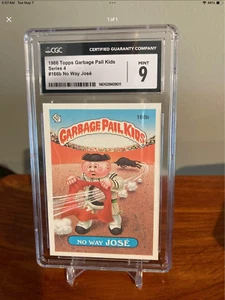 1 of 1
CGC
CERTIFIED GUARANTY COMPANY
1986 Topps Garbage Pail Kids
Series 4
#166b No Way José
MINT
9
166b
GARBAGE PAIL KIDS
NO WAY JOSÉ